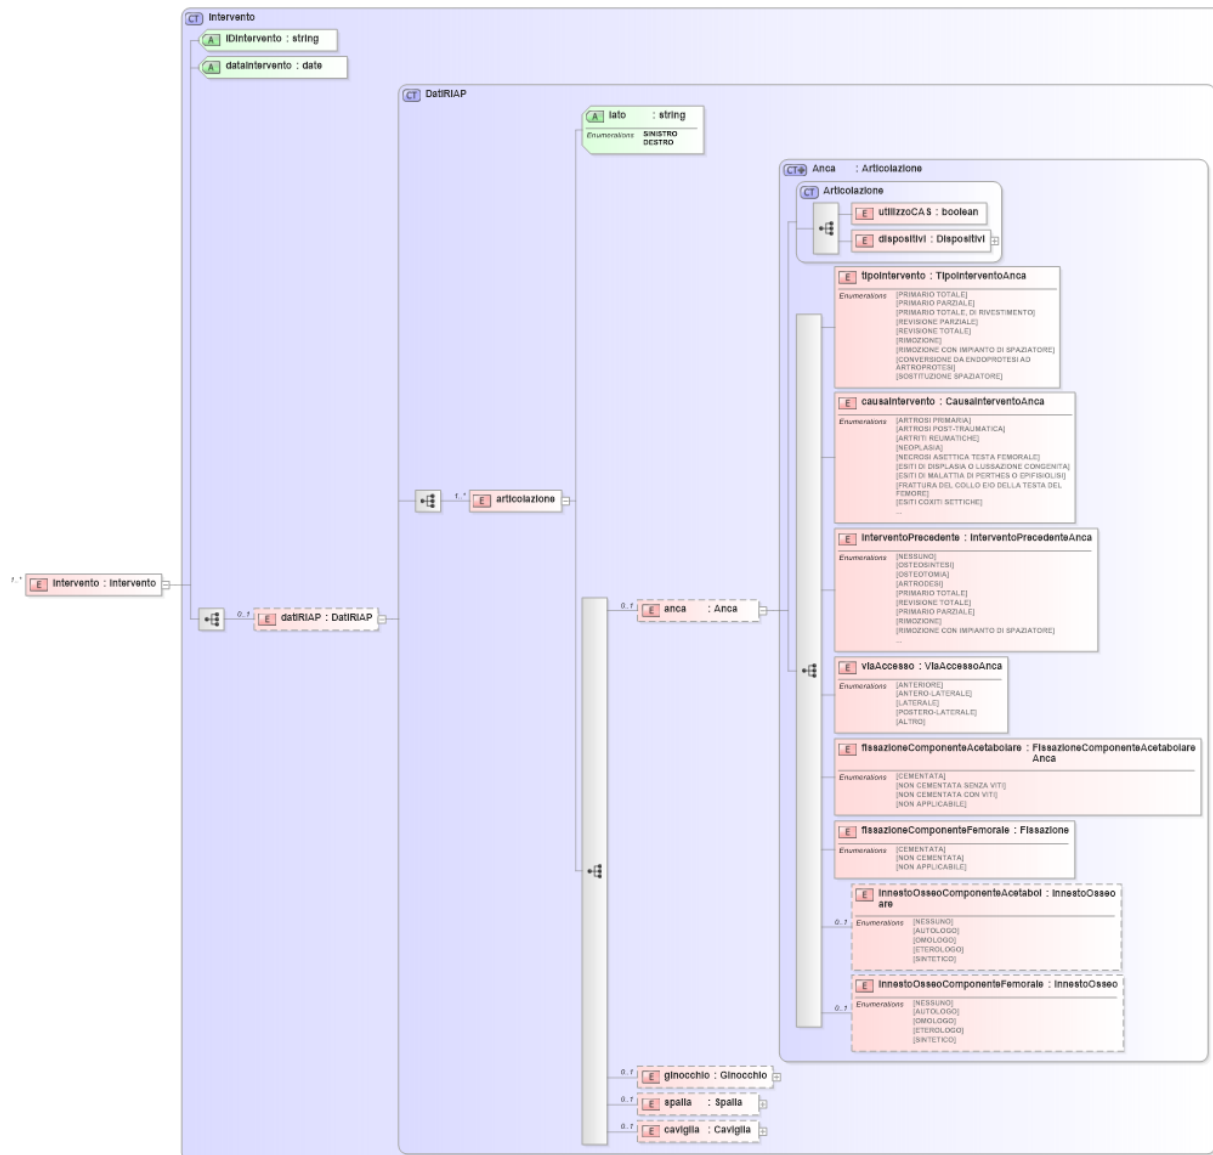 CT Intervento
A IDIntervento : string
A dataIntervento : date
CT DatiRIAP
A lato : string
Enumerations SINISTRO
DESTRO
CT Anca : Articolazione
CT Articolazione
E utilizzoCAS : boolean
E dispositivi : Dispositivi
E tipoIntervento : TipoInterventoAnca
Enumerations [PRIMARIO TOTALE]
[PRIMARIO PARZIALE]
[PRIMARIO TOTALE, DI RIVESTIMENTO]
[REVISIONE PARZIALE]
[REVISIONE TOTALE]
[RIMOZIONE]
[RIMOZIONE CON IMPIANTO DI SPAZIATORE]
[CONVERSIONE DA ENDOPROTESI AD
ARTROPROTESI]
[SOSTITUZIONE SPAZIATORE]
E causaIntervento : CausaInterventoAnca
Enumerations [ARTROSI PRIMARIA]
[ARTROSI POST-TRAUMATICA]
[ARTRITI REUMATICHE]
[NEOPLASIA]
[NECROSI ASETTICA TESTA FEMORALE]
[ESITI DI DISPLASIA O LUSSAZIONE CONGENITA]
[ESITI DI MALATTIA DI PERTHES O EPIFISIOLISI]
[FRATTURA DEL COLLO E/O DELLA TESTA DEL
FEMORE]
[ESITI COXITI SETTICHE]
...
1..* E articolazione
E interventoPrecedente : InterventoPrecedenteAnca
Enumerations [NESSUNO]
[OSTEOSINTESI]
[OSTEOTOMIA]
[ARTRODESI]
[PRIMARIO TOTALE]
[REVISIONE TOTALE]
[PRIMARIO PARZIALE]
[RIMOZIONE]
[RIMOZIONE CON IMPIANTO DI SPAZIATORE]
...
1..* E Intervento : Intervento
0..1 E datiRIAP : DatiRIAP
0..1 E anca : Anca
E viaAccesso : ViaAccessoAnca
Enumerations [ANTERIORE]
[ANTERO-LATERALE]
[LATERALE]
[POSTERO-LATERALE]
[ALTRO]
E fissazioneComponenteAcetabolare : FissazioneComponenteAcetabolare
Anca
Enumerations [CEMENTATA]
[NON CEMENTATA SENZA VITI]
[NON CEMENTATA CON VITI]
[NON APPLICABILE]
E fissazioneComponenteFemorale : Fissazione
Enumerations [CEMENTATA]
[NON CEMENTATA]
[NON APPLICABILE]
E innestoOsseoComponenteAcetabol : InnestoOsseo
are
0..1 Enumerations [NESSUNO]
[AUTOLOGO]
[OMOLOGO]
[ETEROLOGO]
[SINTETICO]
E innestoOsseoComponenteFemorale : InnestoOsseo
0..1 Enumerations [NESSUNO]
[AUTOLOGO]
[OMOLOGO]
[ETEROLOGO]
[SINTETICO]
0..1 E ginocchio : Ginocchio
0..1 E spalla : Spalla
0..1 E caviglia : Caviglia